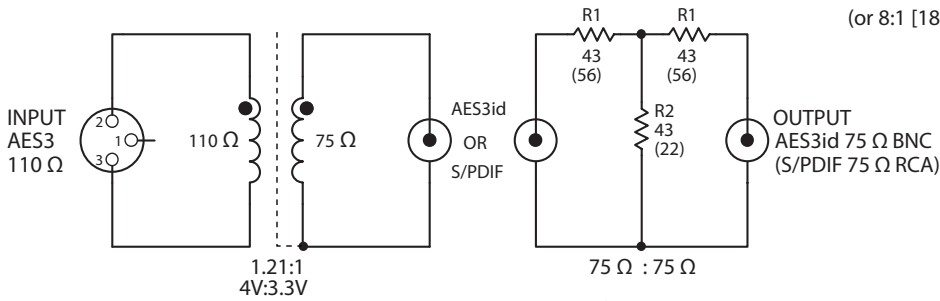 (or 8:1 [18
R1
43
(56)
R1
43
(56)
INPUT
AES3
110 Ω
2
1
3
110 Ω
75 Ω
AES3id
OR
S/PDIF
R2
43
(22)
OUTPUT
AES3id 75 Ω BNC
(S/PDIF 75 Ω RCA)
1.21:1
4V:3.3V
75 Ω : 75 Ω